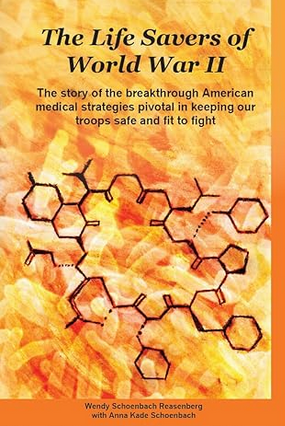 The Life Savers of
World War II
The story of the breakthrough American
medical strategies pivotal in keeping our
troops safe and fit to fight
Wendy Schoenbach Reasenberg
with Anna Kade Schoenbach